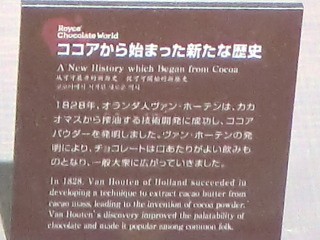 Royce'
Chocolate World
ココアから始まった新たな歴史
A New History which Began from Cocoa
1828年、オランダ人ヴァン・ホーテンは、カカ
オマスから搾油する技術開発に成功し、ココア
パウダーを発明しました。ヴァン・ホーテンの発
明により、チョコレートは口あたりがよい飲みも
のとなり、一般大衆に広がっていきました。
In 1828, Van Houten of Holland succeeded in
developing a technique to extract cacao butter from
cacao mass, leading to the invention of cocoa powder.
Van Houten's discovery improved the palatability of
chocolate and made it popular among common folk.